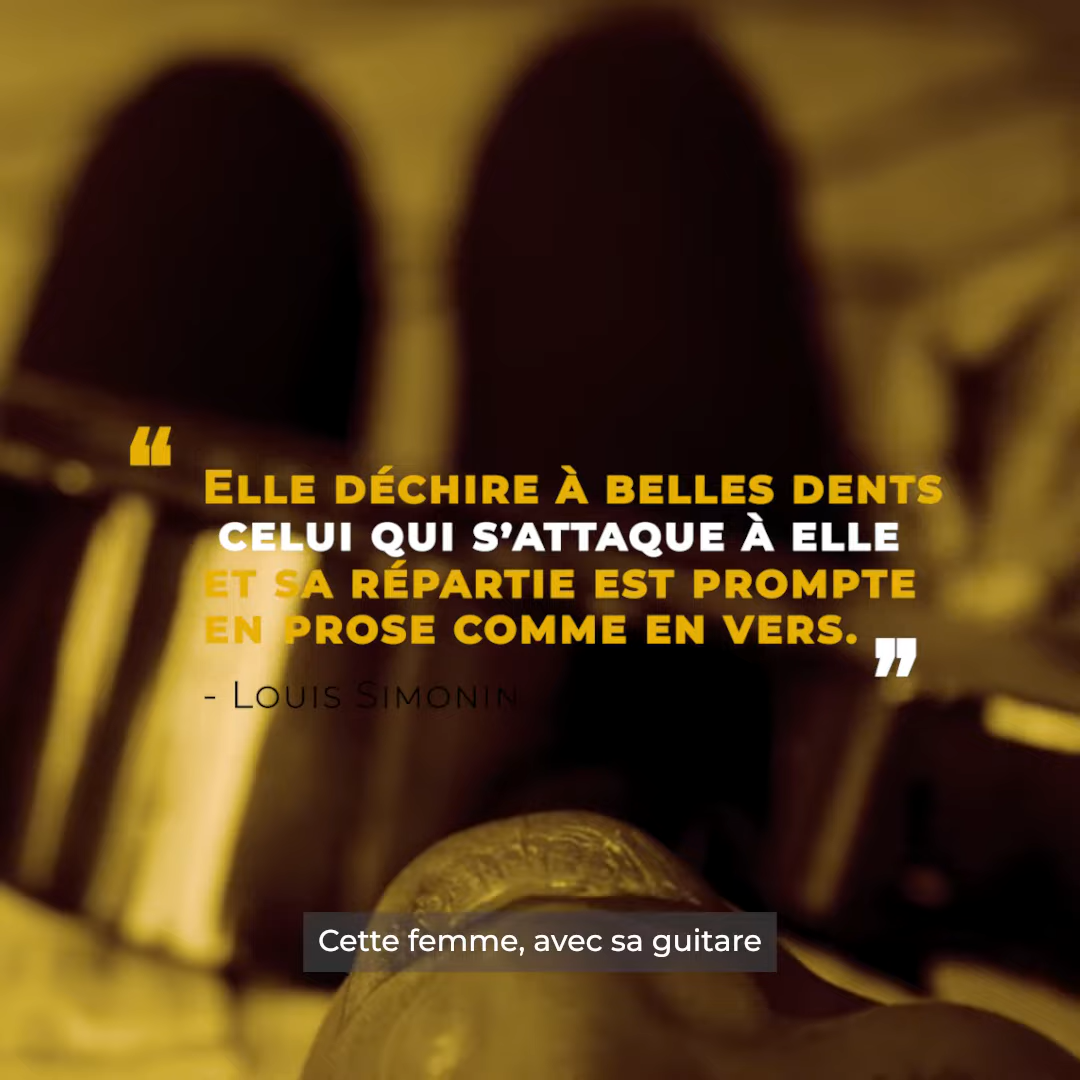 ❝ Elle déchire à belles dents
celui qui s’attaque à elle
et sa répartie est prompte
en prose comme en vers. ❞
- Louis Simonin
Cette femme, avec sa guitare